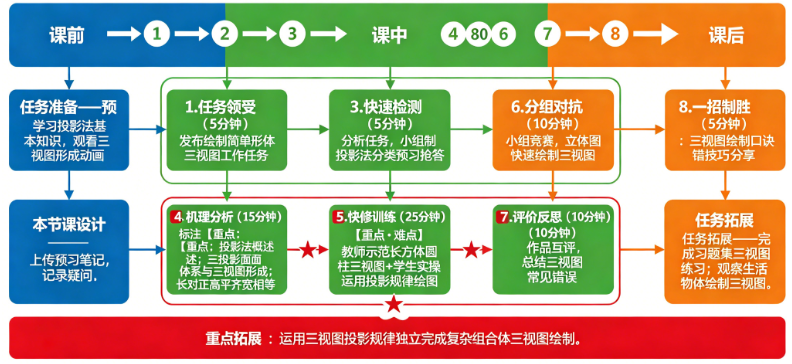 课前 1 2 3 课中 4 80 6 7 8 课后
任务准备——预
学习投影法基
本知识，观看三
视图形成动画
1.任务领受
（5分钟）
发布绘制简单形体
三视图工作任务
3.快速检测
（5分钟）
分析任务，小组制
投影法分类预习抢答
6.分组对抗
（10分钟）
小组竞赛，立体图
快速绘制三视图
8.一招制胜
（5分钟）
：三视图绘制口诀
错技巧分享
本节课设计
——
上传预习笔记，
记录疑问.
4.机理分析（15分钟）
标注【重点：
【重点；投影法概述
述；三投影面面
体系与三视图形成；
长对正高平齐宽相等
5.快修训练（25分钟）
【重点·难点】
教师示范长方体圆
柱三视图+学生实操
运用投影规律绘图
7.评价反思（10分钟）
（10分钟）
作品互评，
总结三视图
常见错误
任务拓展
任务拓展——完
成习题集三视图
练习；观察生活
物体绘制三视图。
重点拓展：运用三视图投影规律独立完成复杂组合体三视图绘制。